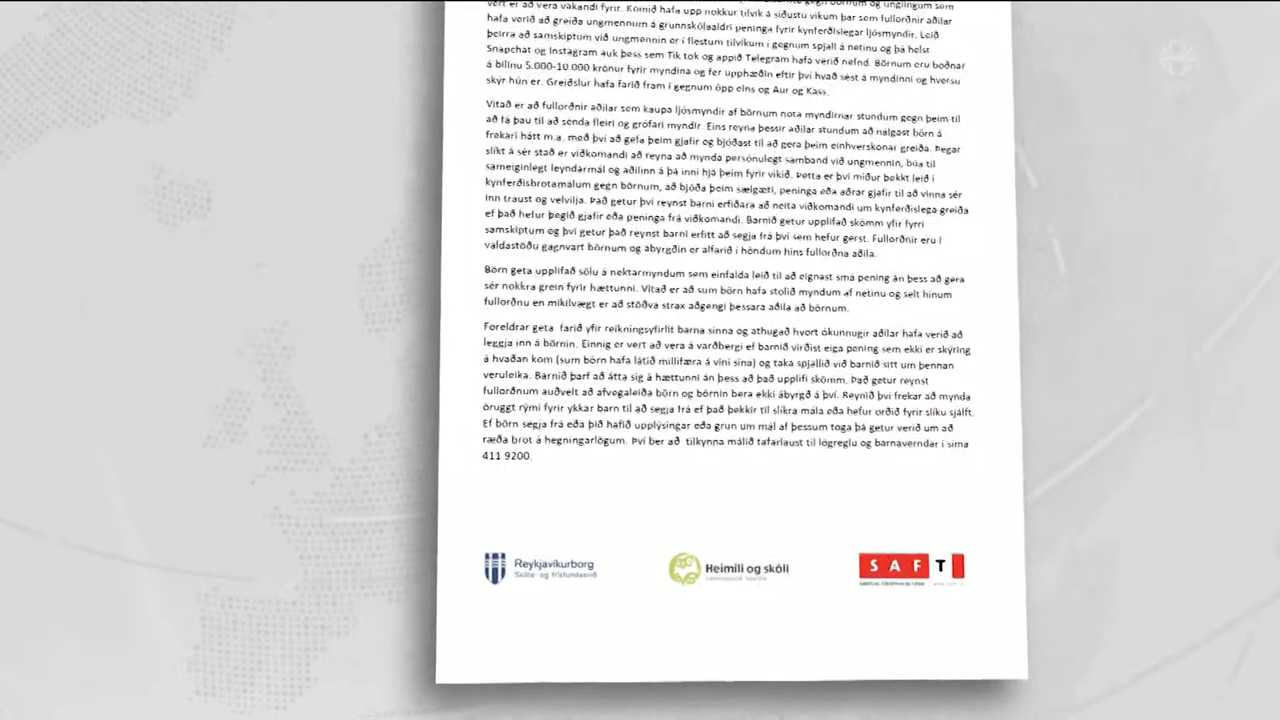 vert er að vera vakandi fyrir. Komið hafa upp nokkur tilvik á síðustu vikum þar sem fullorðnir aðilar
hafa verið að greiða ungmennum á grunnskólaaldri peninga fyrir kynferðislegar ljósmyndir. Leið
þeirra að samskiptum við ungmennin er í flestum tilvikum í gegnum spjall á netinu og þá helst
Snapchat og Instagram auk þess sem Tik tok og appið Telegram hafa verið nefnd. Börnum eru boðnar
á bilinu 5.000-10.000 krónur fyrir myndina og fer upphæðin eftir því hvað sést á myndinni og hversu
skýr hún er. Greiðslur hafa farið fram í gegnum öpp eins og Aur og Kass.
Vitað er að fullorðnir aðilar sem kaupa ljósmyndir af börnum nota myndirnar stundum gegn þeim til
að fá þau til að senda fleiri og grófari myndir. Eins reyna þessir aðilar stundum að nálgast börn á
frekari hátt m.a. með því að gefa þeim gjafir og bjóðast til að gera þeim einhverskonar greiða. Þegar
slíkt á sér stað er viðkomandi að reyna að mynda persónulegt samband við ungmennin, búa til
sameiginlegt leyndarmál og aðilinn á þá inni hjá þeim fyrir vikið. Þetta er því miður þekkt leið í
kynferðisbrotamálum gegn börnum, að bjóða þeim sælgæti, peninga eða aðrar gjafir til að vinna sér
inn traust og velvilja. Það getur því reynst barni erfiðara að neita viðkomandi um kynferðislega greiða
ef það hefur þegið gjafir eða peninga frá viðkomandi. Barnið getur upplifað skömm yfir fyrri
samskiptum og því getur það reynst barni erfitt að segja frá því sem hefur gerst. Fullorðnir eru í
valdastöðu gagnvart börnum og ábyrgðin er alfarið í höndum hins fullorðna aðila.
Börn geta upplifað sölu á nektarmyndum sem einfalda leið til að eignast smá pening án þess að gera
sér nokkra grein fyrir hættunni. Vitað er að sum börn hafa stolið myndum af netinu og selt hinum
fullorðnu en mikilvægt er að stöðva strax aðgengi þessara aðila að börnum.
Foreldrar geta farið yfir reikningsyfirlit barna sinna og athugað hvort ókunnugir aðilar hafa verið að
leggja inn á börnin. Einnig er vert að vera á varðbergi ef barnið virðist eiga pening sem ekki er skýring
á hvaðan kom (sum börn hafa látið millifæra á vini sína) og taka spjallið við barnið sitt um þennan
veruleika. Barnið þarf að átta sig á hættunni án þess að það upplifi skömm. Það getur reynst
fullorðnum auðvelt að afvegaleiða börn og börnin bera ekki ábyrgð á því. Reynið því frekar að mynda
öruggt rými fyrir ykkar barn til að segja frá ef það þekkir til slíkra mála eða hefur orðið fyrir slíku sjálft.
Ef börn segja frá eða þið hafið upplýsingar eða grun um mál af þessum toga þá getur verið um að
ræða brot á hegningarlögum. Því ber að tilkynna málið tafarlaust til lögreglu og barnaverndar í síma
411 9200.
Reykjavíkurborg
Skóla- og frístundasvið
Heimili og skóli
SAFT